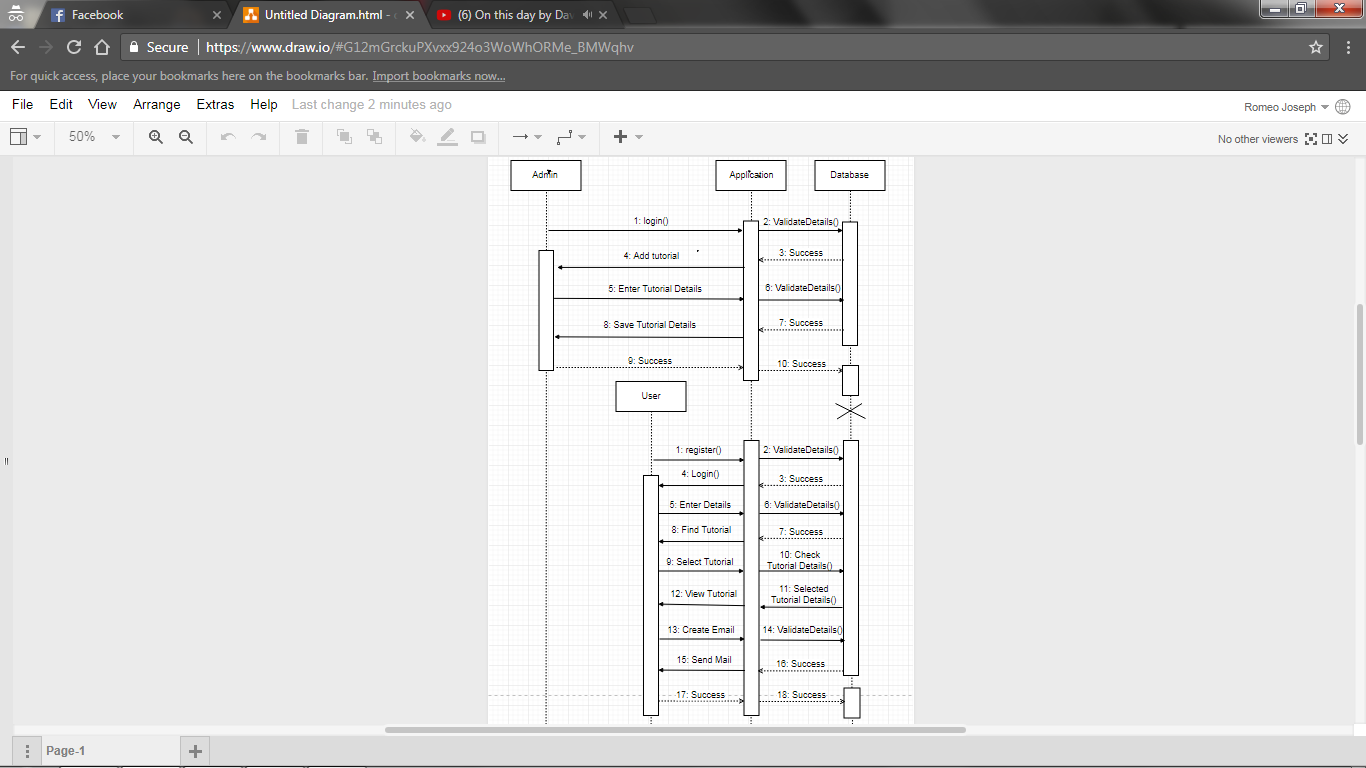 Facebook
Untitled Diagram.html -
(6) On this day by Dav
Secure https://www.draw.io/#G12mGrckuPXvxx924o3WoWhORMe_BMWqhv
For quick access, place your bookmarks here on the bookmarks bar. Import bookmarks now...
File Edit View Arrange Extras Help Last change 2 minutes ago
Romeo Joseph
50%
No other viewers
Admin
Application
Database
1: login()
2: ValidateDetails()
3: Success
4: Add tutorial
5: Enter Tutorial Details
6: ValidateDetails()
7: Success
8: Save Tutorial Details
9: Success
10: Success
User
1: register()
2: ValidateDetails()
3: Success
4: Login()
5: Enter Details
6: ValidateDetails()
7: Success
8: Find Tutorial
9: Select Tutorial
10: Check
Tutorial Details()
11: Selected
Tutorial Details()
12: View Tutorial
13: Create Email
14: ValidateDetails()
15: Send Mail
16: Success
17: Success
18: Success
Page-1